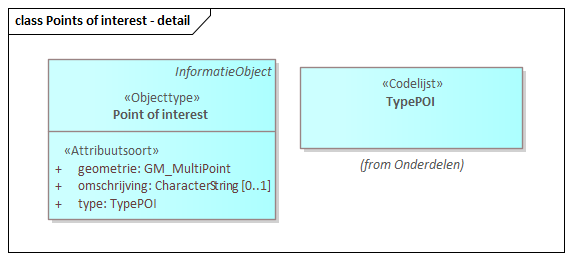 class Points of interest - detail
InformatieObject
«Objecttype»
Point of interest
«Attribuutsoort»
+ geometrie: GM_MultiPoint
+ omschrijving: CharacterString [0..1]
+ type: TypePOI
«Codelijst»
TypePOI
(from Onderdelen)